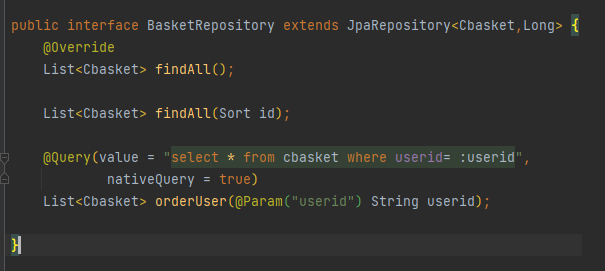 public interface BasketRepository extends JpaRepository<Cbasket,Long> {
@Override
List<Cbasket> findAll();
List<Cbasket> findAll(Sort id);
@Query(value = "select * from cbasket where userid= :userid",
nativeQuery = true)
List<Cbasket> orderUser(@Param("userid") String userid);
}